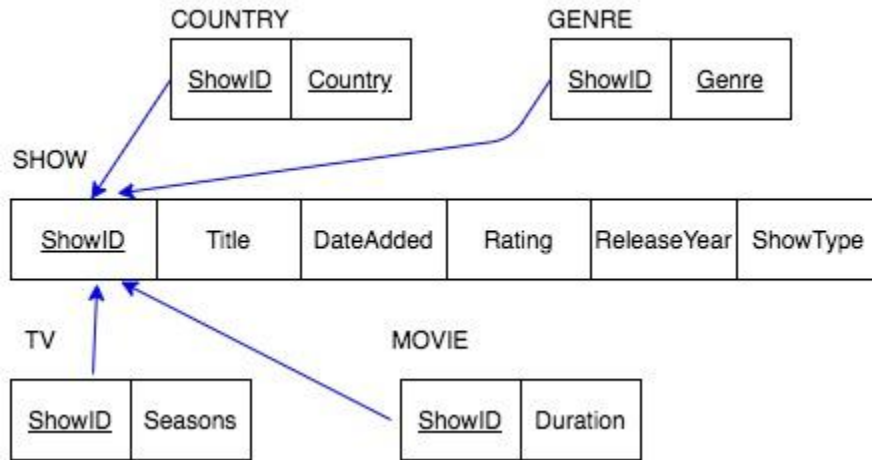 COUNTRY GENRE
ShowID Country ShowID Genre
SHOW
ShowID Title DateAdded Rating ReleaseYear ShowType
TV MOVIE
ShowID Seasons ShowID Duration